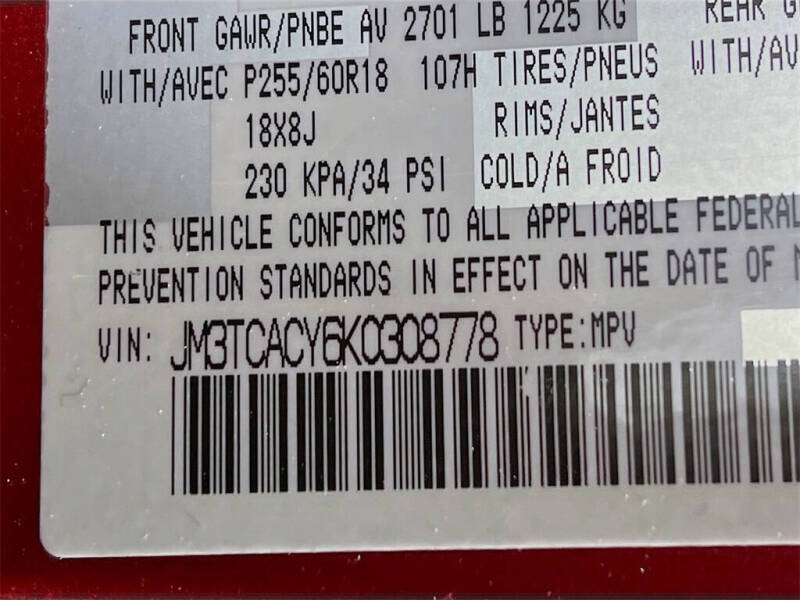 FRONT GAWR/PNBE AV 2701 LB 1225 KG REAR
WITH/AVEC P255/60R18 107H TIRES/PNEUS WITH/AV
18X8J RIMS/JANTES
230 KPA/34 PSI COLD/A FROID
THIS VEHICLE CONFORMS TO ALL APPLICABLE FEDERAL
PREVENTION STANDARDS IN EFFECT ON THE DATE OF
VIN: JM3TCACY6K0308778 TYPE:MPV